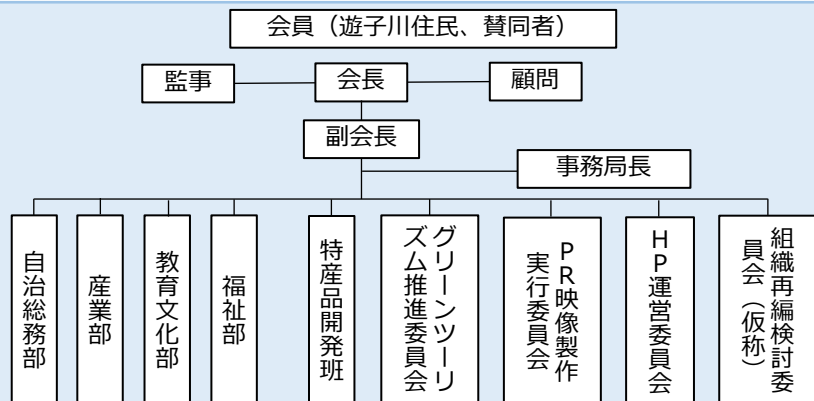 会員（遊子川住民、賛同者）
監事
会長
顧問
副会長
事務局長
自治総務部
産業部
教育文化部
福祉部
特産品開発班
グリーンツーリ
ズム推進委員会
PR映像製作
実行委員会
HP運営委員会
組織再編検討委
員会（仮称）